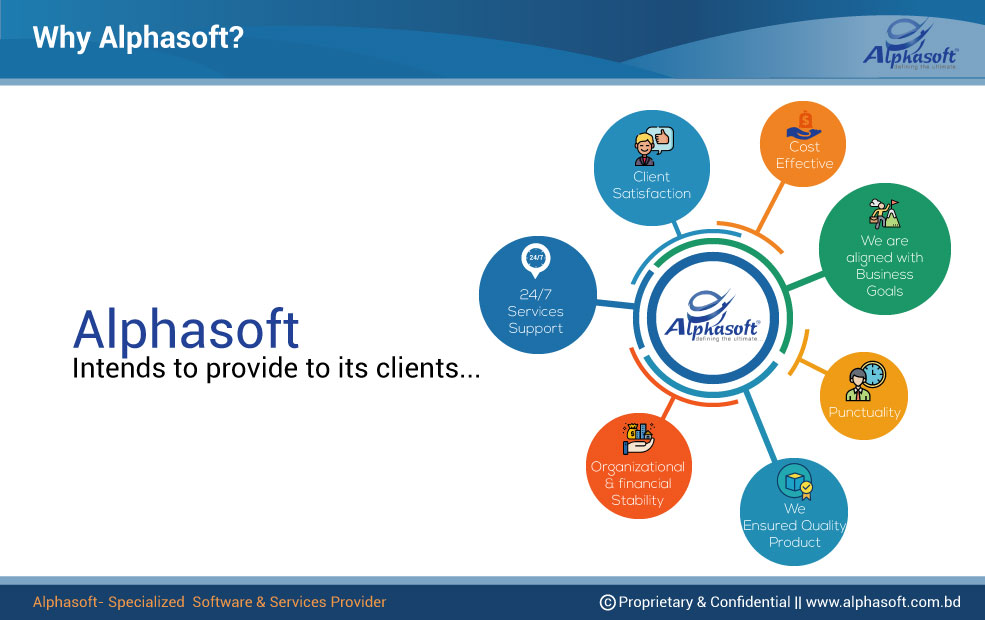 Why Alphasoft?
Alphasoft®
defining the ultimate
Client
Satisfaction
$
Cost
Effective
We are
aligned with
Business
Goals
24/7
24/7
Services
Support
Alphasoft®
defining the ultimate
Alphasoft
Intends to provide to its clients...
Punctuality
Organizational
& financial
Stability
We
Ensured Quality
Product
Alphasoft- Specialized Software & Services Provider
© Proprietary & Confidential || www.alphasoft.com.bd